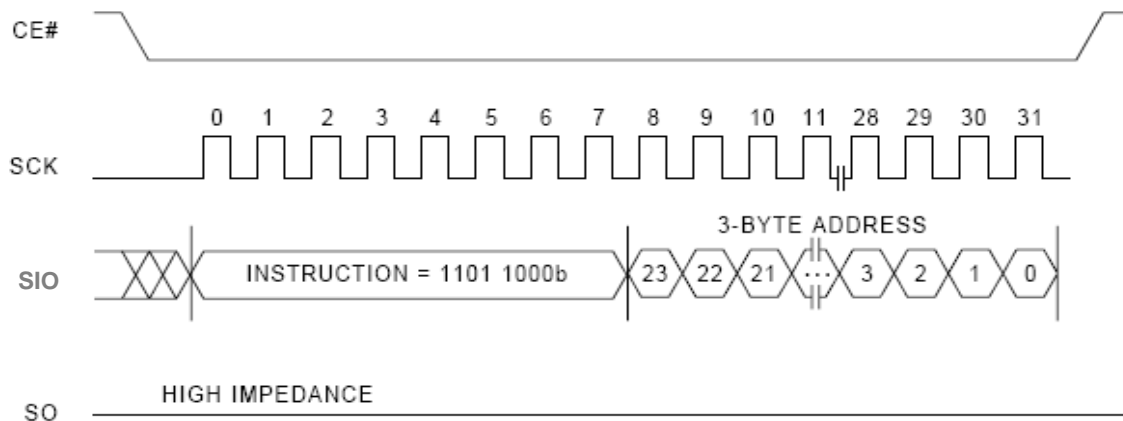 CE#
0 1 2 3 4 5 6 7 8 9 10 11 28 29 30 31
SCK
3-BYTE ADDRESS
SIO INSTRUCTION = 1101 1000b 23 22 21 ... 3 2 1 0
HIGH IMPEDANCE
SO